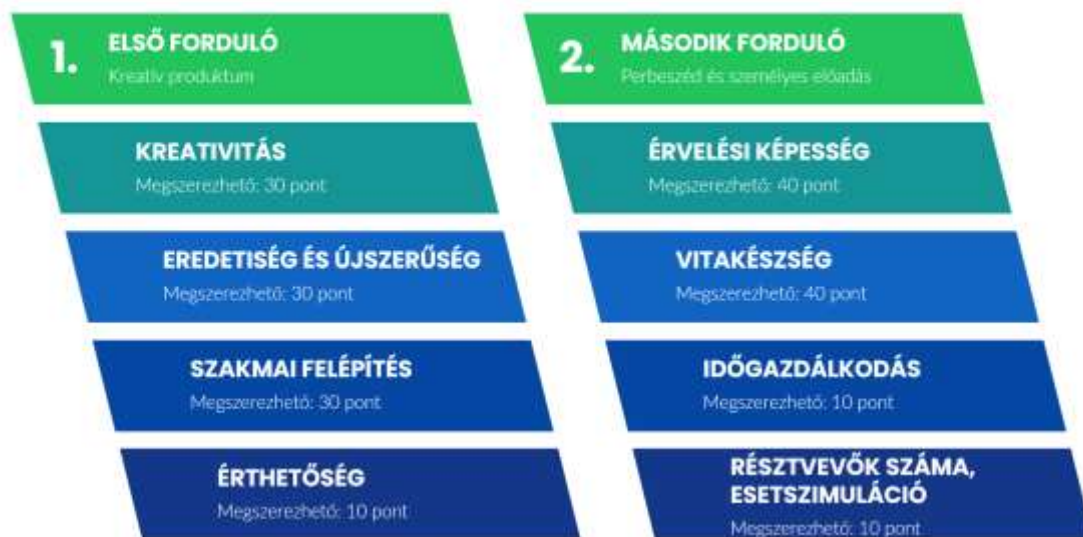 1.
ELSŐ FORDULÓ
Kreatív produktum
KREATIVITÁS
Megszerezhető: 30 pont
EREDETISÉG ÉS ÚJSZERŰSÉG
Megszerezhető: 30 pont
SZAKMAI FELÉPÍTÉS
Megszerezhető: 30 pont
ÉRTHETŐSÉG
Megszerezhető: 10 pont
2.
MÁSODIK FORDULÓ
Perbeszéd és személyes előadás
ÉRVELÉSI KÉPESSÉG
Megszerezhető: 40 pont
VITAKÉSZSÉG
Megszerezhető: 40 pont
IDŐGAZDÁLKODÁS
Megszerezhető: 10 pont
RÉSZTVEVŐK SZÁMA,
ESETSZIMULÁCIÓ
Megszerezhető: 10 pont